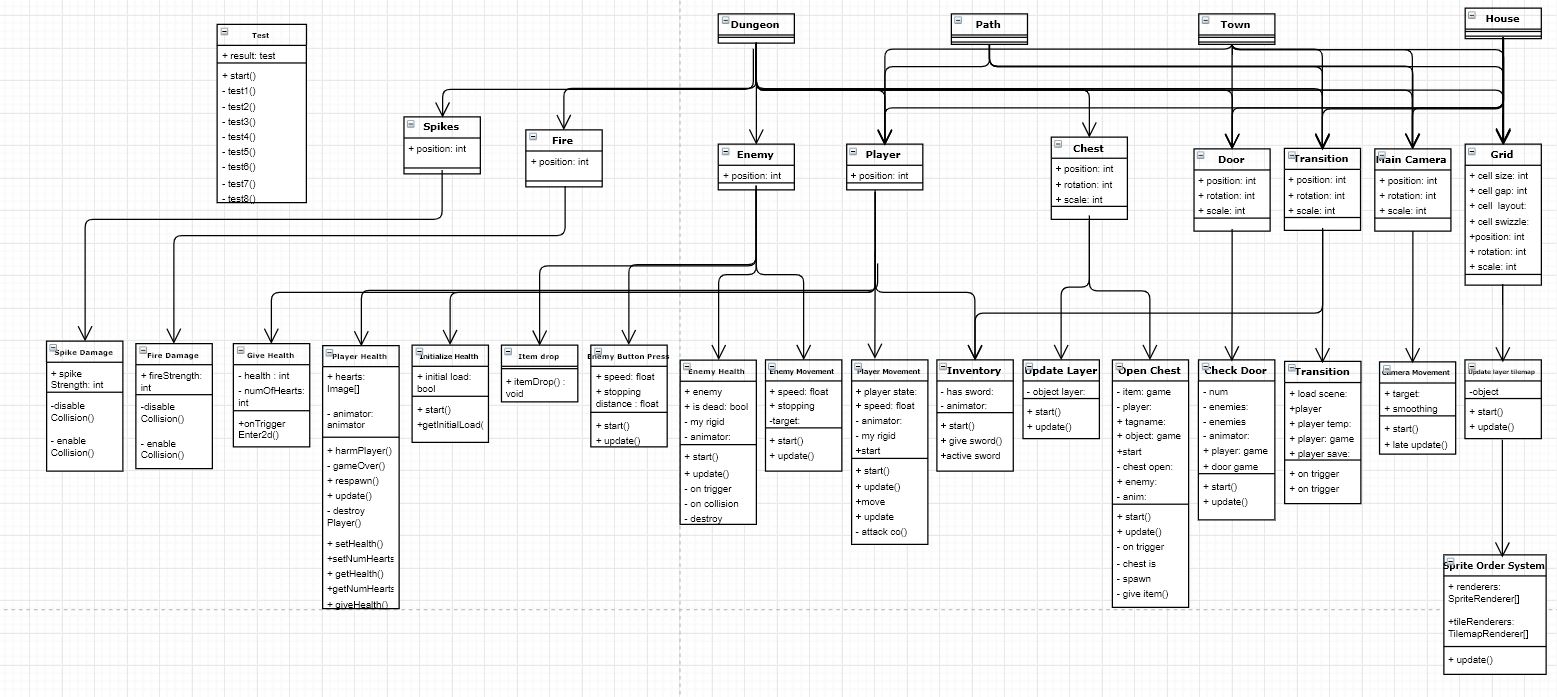 Dungeon
Path
Town
House
Test
+ result: test
+ start()
- test1()
- test2()
- test3()
- test4()
- test5()
- test6()
- test7()
- test8()
Spikes
+ position: int
Fire
+ position: int
Enemy
+ position: int
Player
+ position: int
Chest
+ position: int
+ rotation: int
+ scale: int
Door
+ position: int
+ rotation: int
+ scale: int
Transition
+ position: int
+ rotation: int
+ scale: int
Main Camera
+ position: int
+ rotation: int
+ scale: int
Grid
+ cell size: int
+ cell gap: int
+ cell layout:
+ cell swizzle:
+position: int
+ rotation: int
+ scale: int
Spike Damage
+ spike
Strength: int
-disable
Collision()
- enable
Collision()
Fire Damage
+ fireStrength:
int
-disable
Collision()
- enable
Collision()
Give Health
- health : int
- numOfHearts:
int
+onTrigger
Enter2d()
Player Health
+ hearts:
Image[]
- animator:
animator
+ harmPlayer()
- gameOver()
+ respawn()
+ update()
- destroy
Player()
+ setHealth()
+setNumHearts
+ getHealth()
+getNumHearts
+ giveHealth()
Initialize Health
+ initial load:
bool
+ start()
+getInitialLoad(
Item drop
+ itemDrop() :
void
Enemy Button Press
+ speed: float
+ stopping
distance : float
+ start()
+ update()
Enemy Health
+ enemy
+ is dead: bool
- my rigid
- animator:
+ start()
+ update()
- on trigger
- on collision
- destroy
Enemy Movement
+ speed: float
+ stopping
-target:
+ start()
+ update()
Player Movement
+ player state:
+ speed: float
- animator:
- my rigid
+start
+ start()
+ update()
+move
+ update
- attack co()
Inventory
- has sword:
- animator:
+ start()
+ give sword()
+active sword
Update Layer
- object layer:
+ start()
+ update()
Open Chest
- item: game
- player:
+ tagname:
+ object: game
+start
- chest open:
+ enemy:
- anim:
+ start()
+ update()
- on trigger
- chest is
- spawn
- give item()
Check Door
- num
- enemies:
- enemies
- animator:
+ player: game
+ door game
+ start()
+ update()
Transition
+ load scene:
+player
+ player temp:
+ player: game
+ player save:
+ on trigger
+ on trigger
Camera Movement
+ target:
+ smoothing
+ start()
+ late update()
Update layer tilemap
-object
+ start()
+ update()
Sprite Order System
+ renderers:
SpriteRenderer[]
+tileRenderers:
TilemapRenderer[]
+ update()